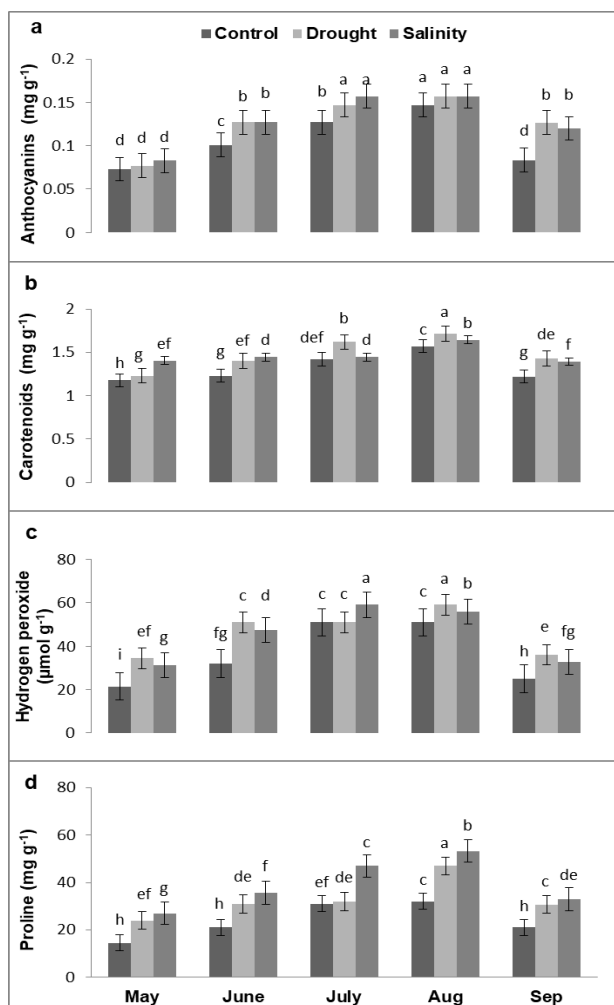 a
Control Drought Salinity
Anthocyanins (mg g-1)
0.2
0.15
0.1
0.05
0
d d d c b b b a a a a a d b b
b
Carotenoids (mg g-1)
2
1.5
1
0.5
0
h g ef g ef d def b d c a b g de f
c
Hydrogen peroxide
(µmol g-1)
80
60
40
20
0
i ef g fg c d c c a c a b h e fg
d
Proline (mg g-1)
80
60
40
20
0
h ef g h de f ef de c c a b h c de
May June July Aug Sep